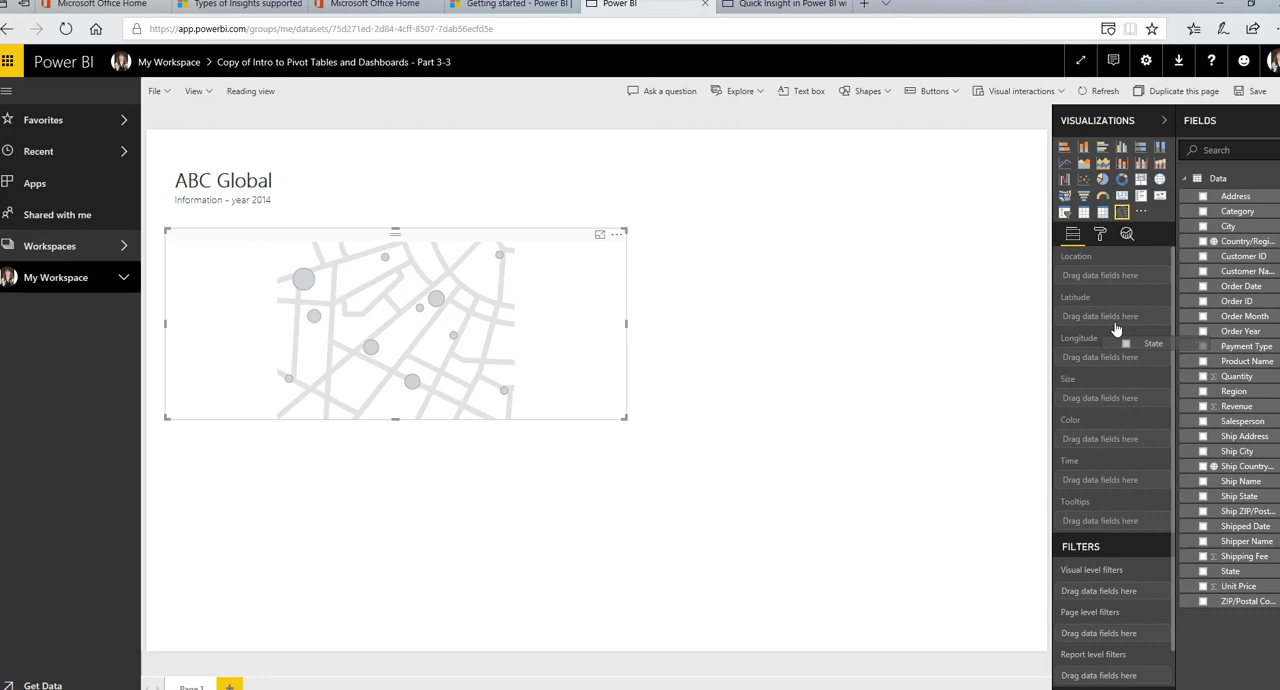 Microsoft Office Home
Types of Insights supported
Microsoft Office Home
Getting started - Power BI |
Power BI
Quick Insight in Power BI wi
https://app.powerbi.com/groups/me/datasets/75d271ed-2d84-4cff-8507-7dab56ecfd5e
Power BI
My Workspace > Copy of Intro to Pivot Tables and Dashboards - Part 3-3
File
View
Reading view
Ask a question
Explore
Text box
Shapes
Buttons
Visual interactions
Refresh
Duplicate this page
Save
Favorites
Recent
Apps
Shared with me
Workspaces
My Workspace
Get Data
ABC Global
Information - year 2014
Page 1
VISUALIZATIONS
Location
Drag data fields here
Latitude
Drag data fields here
Longitude
State
Drag data fields here
Size
Drag data fields here
Color
Drag data fields here
Time
Drag data fields here
Tooltips
Drag data fields here
FILTERS
Visual level filters
Drag data fields here
Page level filters
Drag data fields here
Report level filters
Drag data fields here
FIELDS
Search
Data
Address
Category
City
Country/Regi...
Customer ID
Customer Na...
Order Date
Order ID
Order Month
Order Year
Payment Type
Product Name
Quantity
Region
Revenue
Salesperson
Ship Address
Ship City
Ship Country...
Ship Name
Ship State
Ship ZIP/Post...
Shipped Date
Shipper Name
Shipping Fee
State
Unit Price
ZIP/Postal Co...